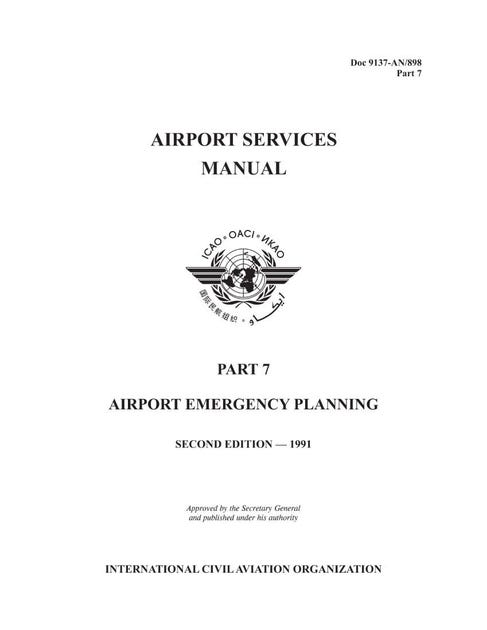 Doc 9137-AN/898
Part 7
AIRPORT SERVICES
MANUAL
ICAO • OACI • ИКАО
国际民航组织 • ايكاو
PART 7
AIRPORT EMERGENCY PLANNING
SECOND EDITION — 1991
Approved by the Secretary General
and published under his authority
INTERNATIONAL CIVIL AVIATION ORGANIZATION